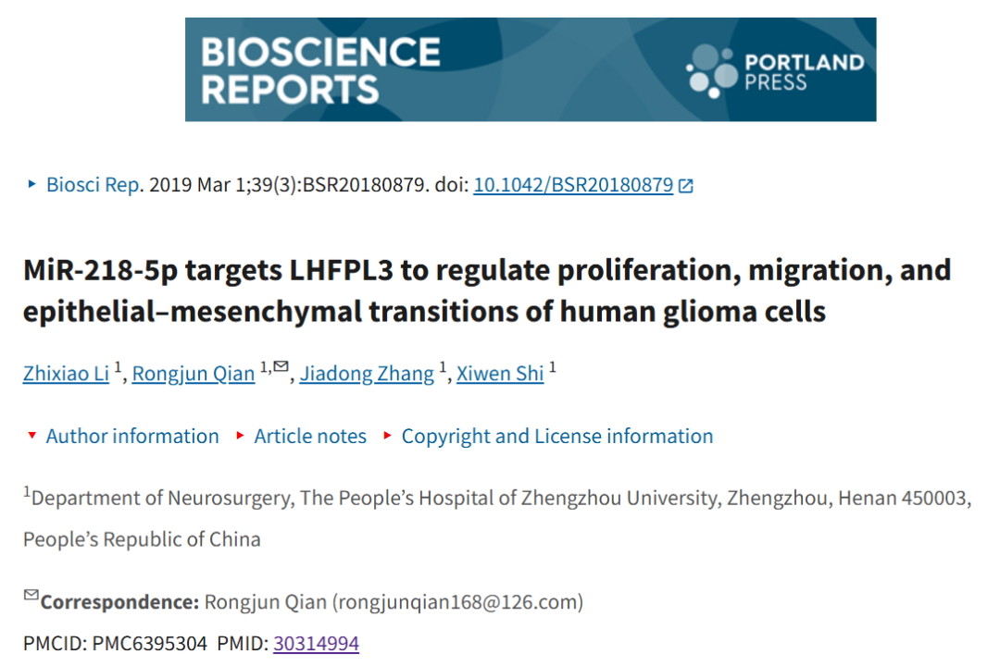 BIOSCIENCE
REPORTS
PORTLAND
PRESS
Biosci Rep. 2019 Mar 1;39(3):BSR20180879. doi: 10.1042/BSR20180879
MiR-218-5p targets LHFPL3 to regulate proliferation, migration, and
epithelial–mesenchymal transitions of human glioma cells
Zhixiao Li 1, Rongjun Qian 1,✉, Jiadong Zhang 1, Xiwen Shi 1
Author information Article notes Copyright and License information
1Department of Neurosurgery, The People’s Hospital of Zhengzhou University, Zhengzhou, Henan 450003,
People’s Republic of China
✉Correspondence: Rongjun Qian (rongjunqian168@126.com)
PMCID: PMC6395304 PMID: 30314994